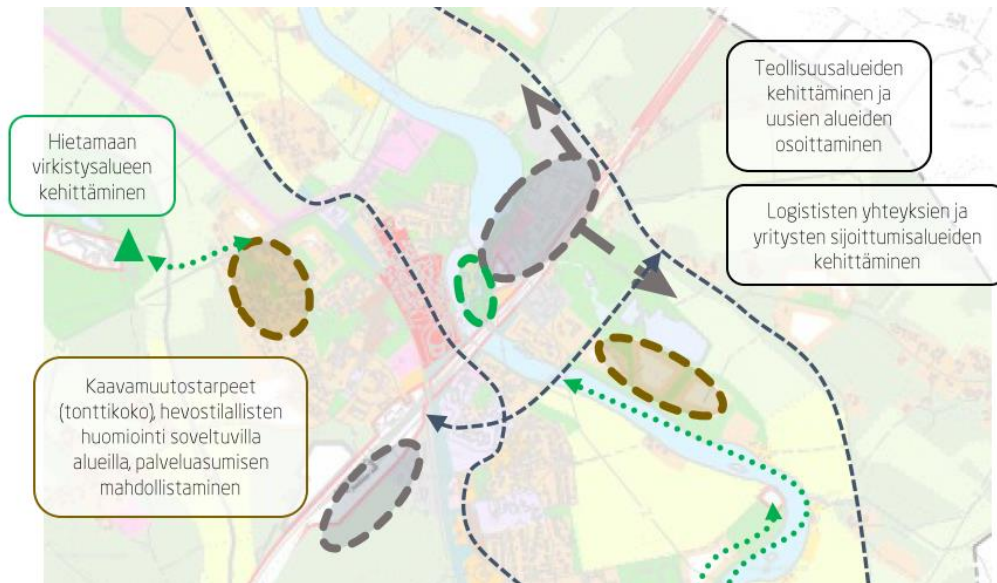 Teollisuusalueiden
kehittäminen ja
uusien alueiden
osoittaminen
Hietamaan
virkistysalueen
kehittäminen
Logististen yhteyksien ja
yritysten sijoittumisalueiden
kehittäminen
Kaavamuutostarpeet
(tonttikoko), hevostilallisten
huomiointi soveltuvilla
alueilla, palveluasumisen
mahdollistaminen